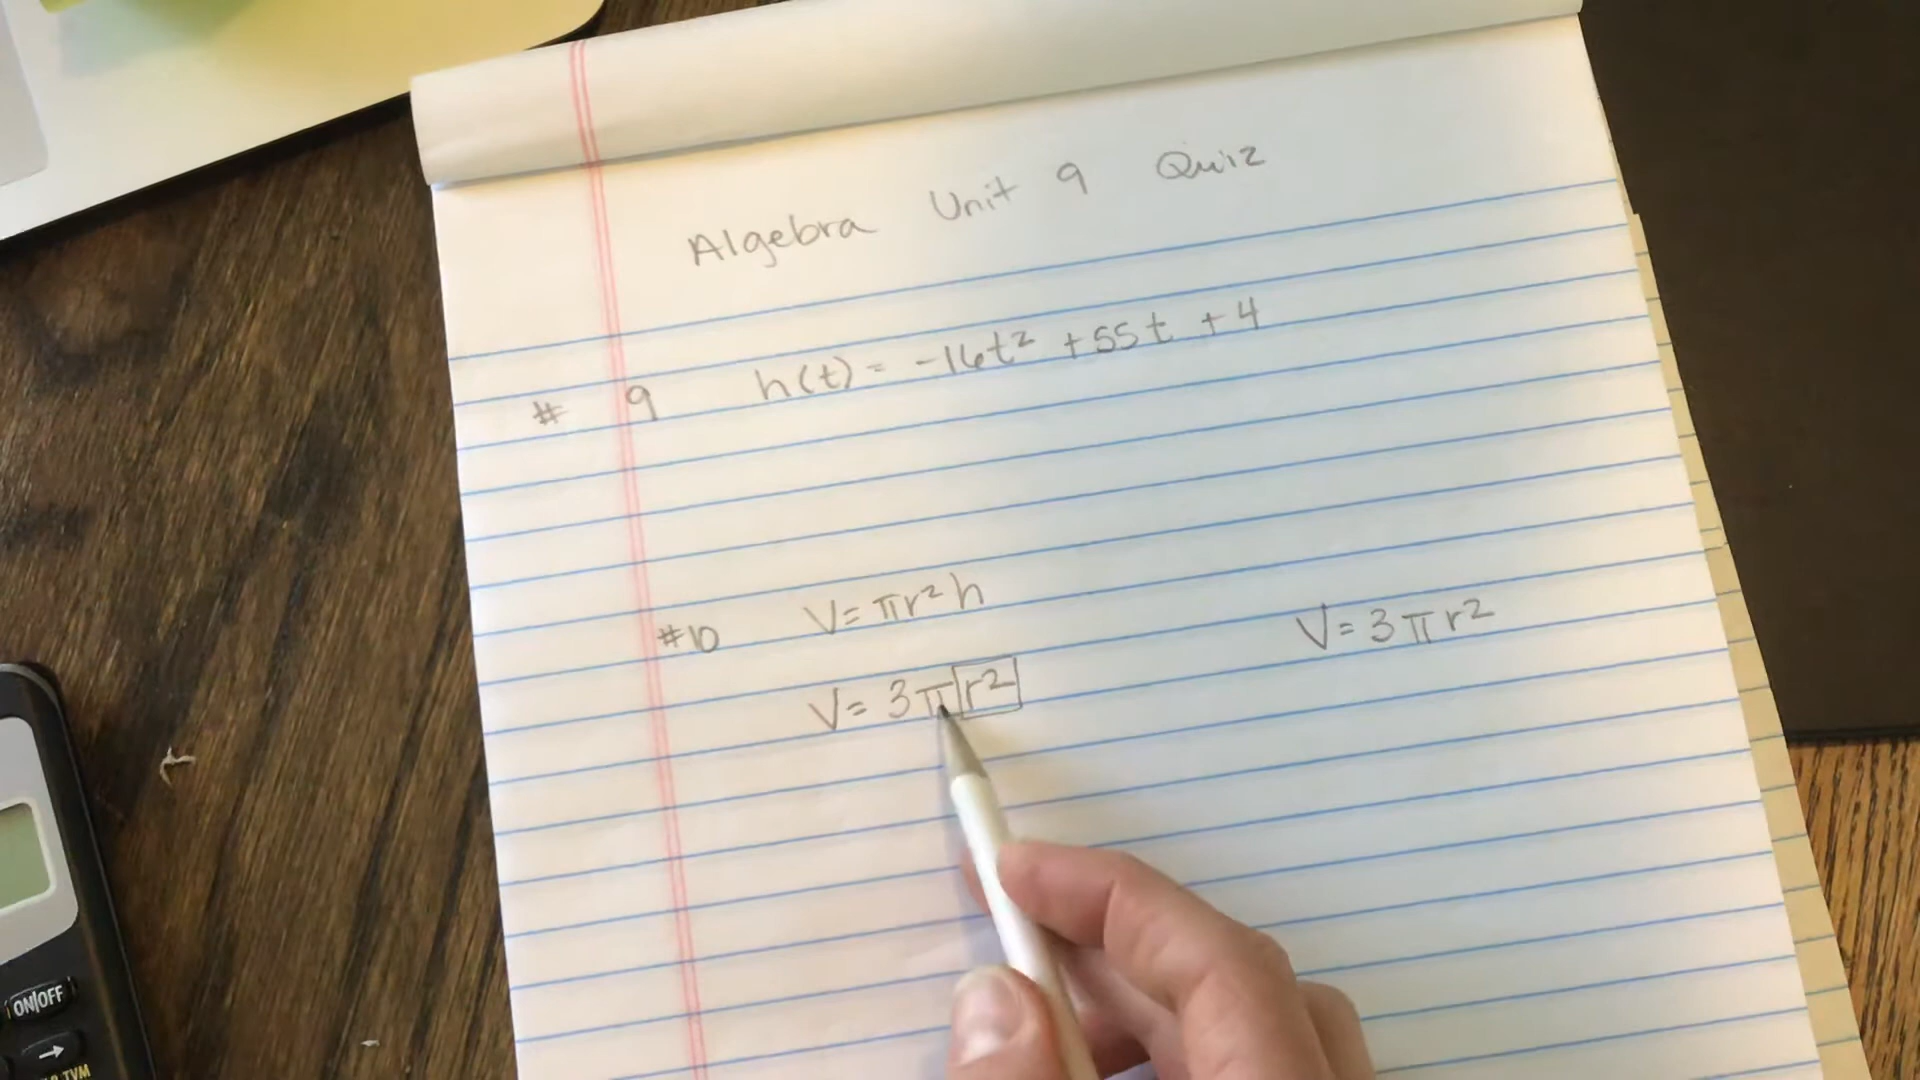 Algebra Unit 9 Quiz
# 9 h(t) = -16t² +55t +4
#10 V= πr²h
V= 3πr²
V= 3πr²
ON|OFF
→